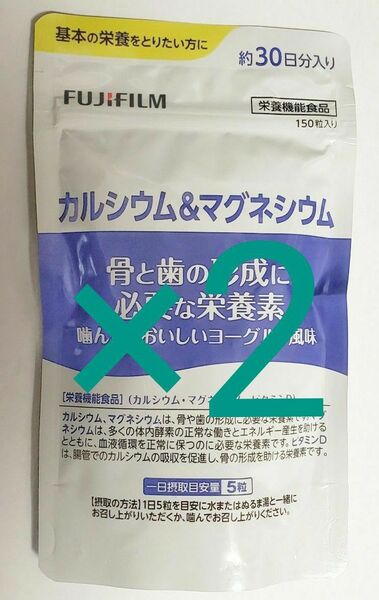 基本の栄養をとりたい方に
約30日分入り
FUJIFILM
栄養機能食品
150粒入り
カルシウム&マグネシウム
骨と歯の形成に
必要な栄養素
噛んおいしいヨーグル風味
×2
【栄養機能食品】(カルシウム・マグネ
カルシウム、マグネシウムは、骨や歯の形成に必要な栄養素です。
ネシウムは、多くの体内酵素の正常な働きとエネルギー産生を助ける
とともに、血液循環を正常に保つのに必要な栄養素です。ビタミンD
は、腸管でのカルシウムの吸収を促進し、骨の形成を助ける栄養素です。
一日摂取目安量 5粒
【摂取の方法】1日5粒を目安に水またはぬるま湯と一緒に
お召し上がりいただくか、噛んでお召し上がりください。